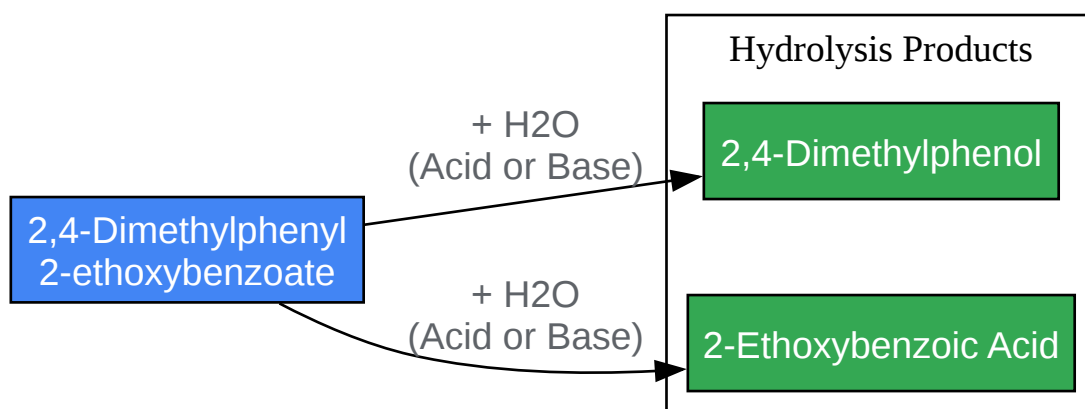 Hydrolysis Products
+ H2O
(Acid or Base)
2,4-Dimethylphenol
2,4-Dimethylphenyl
2-ethoxybenzoate
+ H2O
(Acid or Base)
2-Ethoxybenzoic Acid